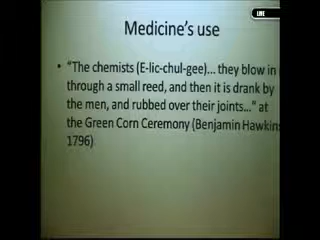 LIVE
Medicine's use
• "The chemists (E-lic-chul-gee)... they blow in
through a small reed, and then it is drank by
the men, and rubbed over their joints..." at
the Green Corn Ceremony (Benjamin Hawkins
1796)